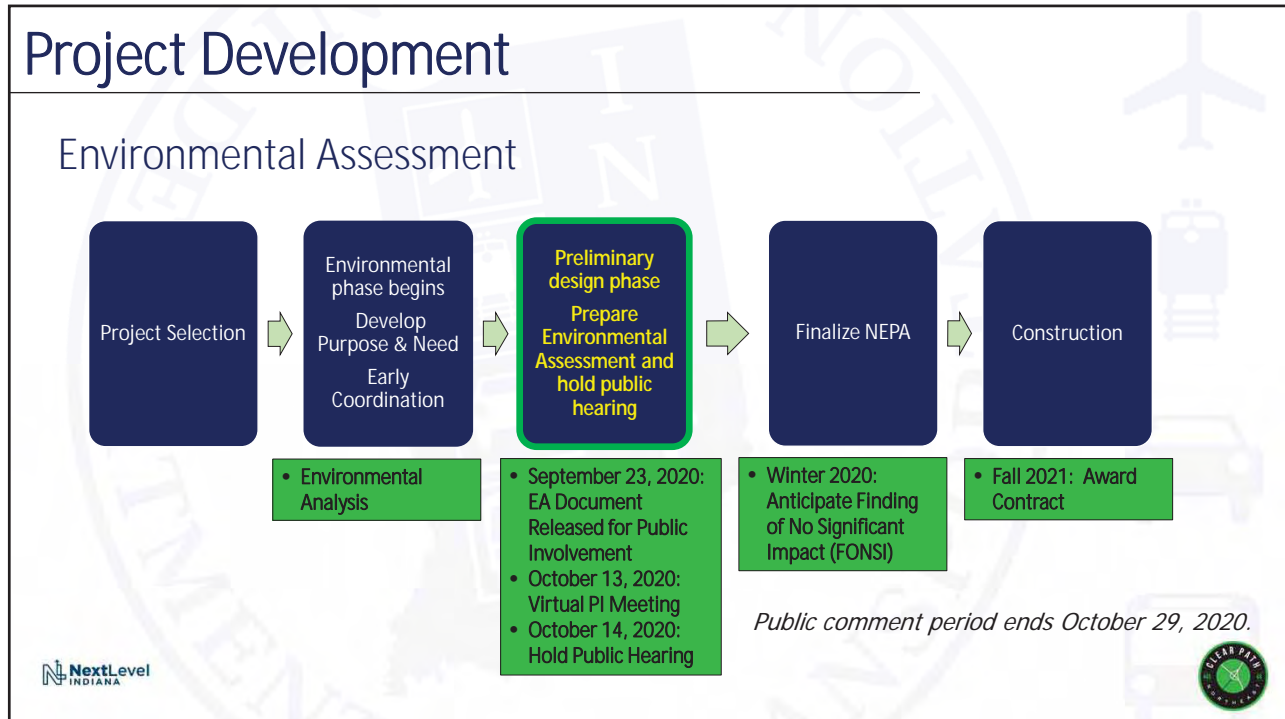 Project Development
Environmental Assessment
Project Selection
Environmental
phase begins
Develop
Purpose & Need
Early
Coordination
Preliminary
design phase
Prepare
Environmental
Assessment and
hold public
hearing
Finalize NEPA
Construction
• Environmental
Analysis
• September 23, 2020:
EA Document
Released for Public
Involvement
• October 13, 2020:
Virtual PI Meeting
• October 14, 2020:
Hold Public Hearing
• Winter 2020:
Anticipate Finding
of No Significant
Impact (FONSI)
• Fall 2021: Award
Contract
Public comment period ends October 29, 2020.
NextLevel
INDIANA
CLEAR PATH
NORTHEAST